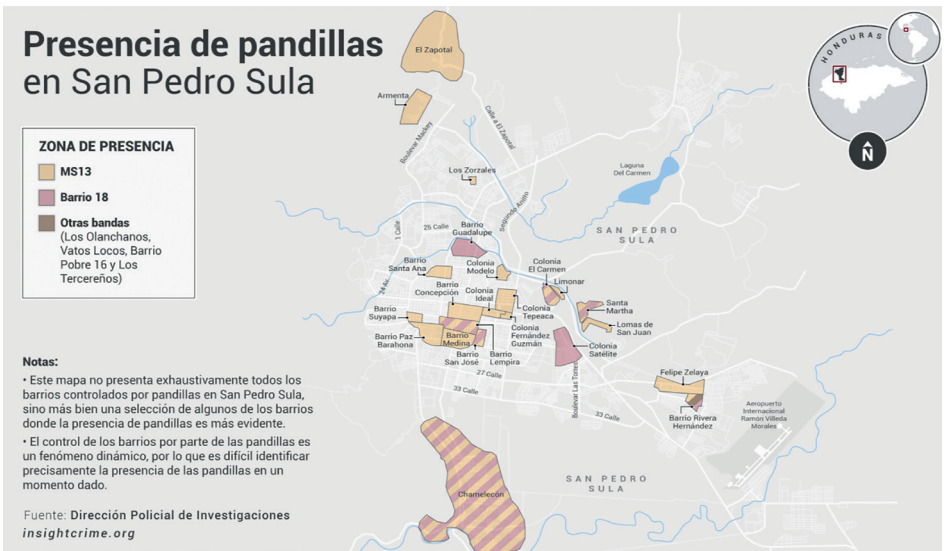 Presencia de pandillas
en San Pedro Sula
ZONA DE PRESENCIA
MS13
Barrio 18
Otras bandas
(Los Olanchanos,
Vatos Locos, Barrio
Pobre 16 y Los
Tercereños)
Notas:
• Este mapa no presenta exhaustivamente todos los
barrios controlados por pandillas en San Pedro Sula,
sino más bien una selección de algunos de los barrios
donde la presencia de pandillas es más evidente.
• El control de los barrios por parte de las pandillas es
un fenómeno dinámico, por lo que es difícil identificar
precisamente la presencia de las pandillas en un
momento dado.
Fuente: Dirección Policial de Investigaciones
insightcrime.org
HONDURAS
N
El Zapotal
Armenta
Boulevar Mackey
Calle a El Zapotal
Los Zorzales
Laguna
Del Carmen
Segundo Anillo
1 Calle
25 Calle
Barrio
Guadalupe
SAN PEDRO
SULA
24 Av.
Barrio
Santa Ana
Colonia
Modelo
Colonia
El Carmen
Limonar
Barrio
Concepción
Colonia
Ideal
Colonia
Tepeaca
Santa
Martha
Barrio
Suyapa
Colonia
Fernández
Guzmán
Lomas de
San Juan
Barrio Paz
Barahona
Barrio
Medina
Barrio
San José
Barrio
Lempira
Colonia
Satélite
27 Calle
33 Calle
Boulevar Las Torres
33 Calle
Felipe Zelaya
Barrio Rivera
Hernández
Aeropuerto
Internacional
Ramón Villeda
Morales
Chamelecón
SAN PEDRO
SULA